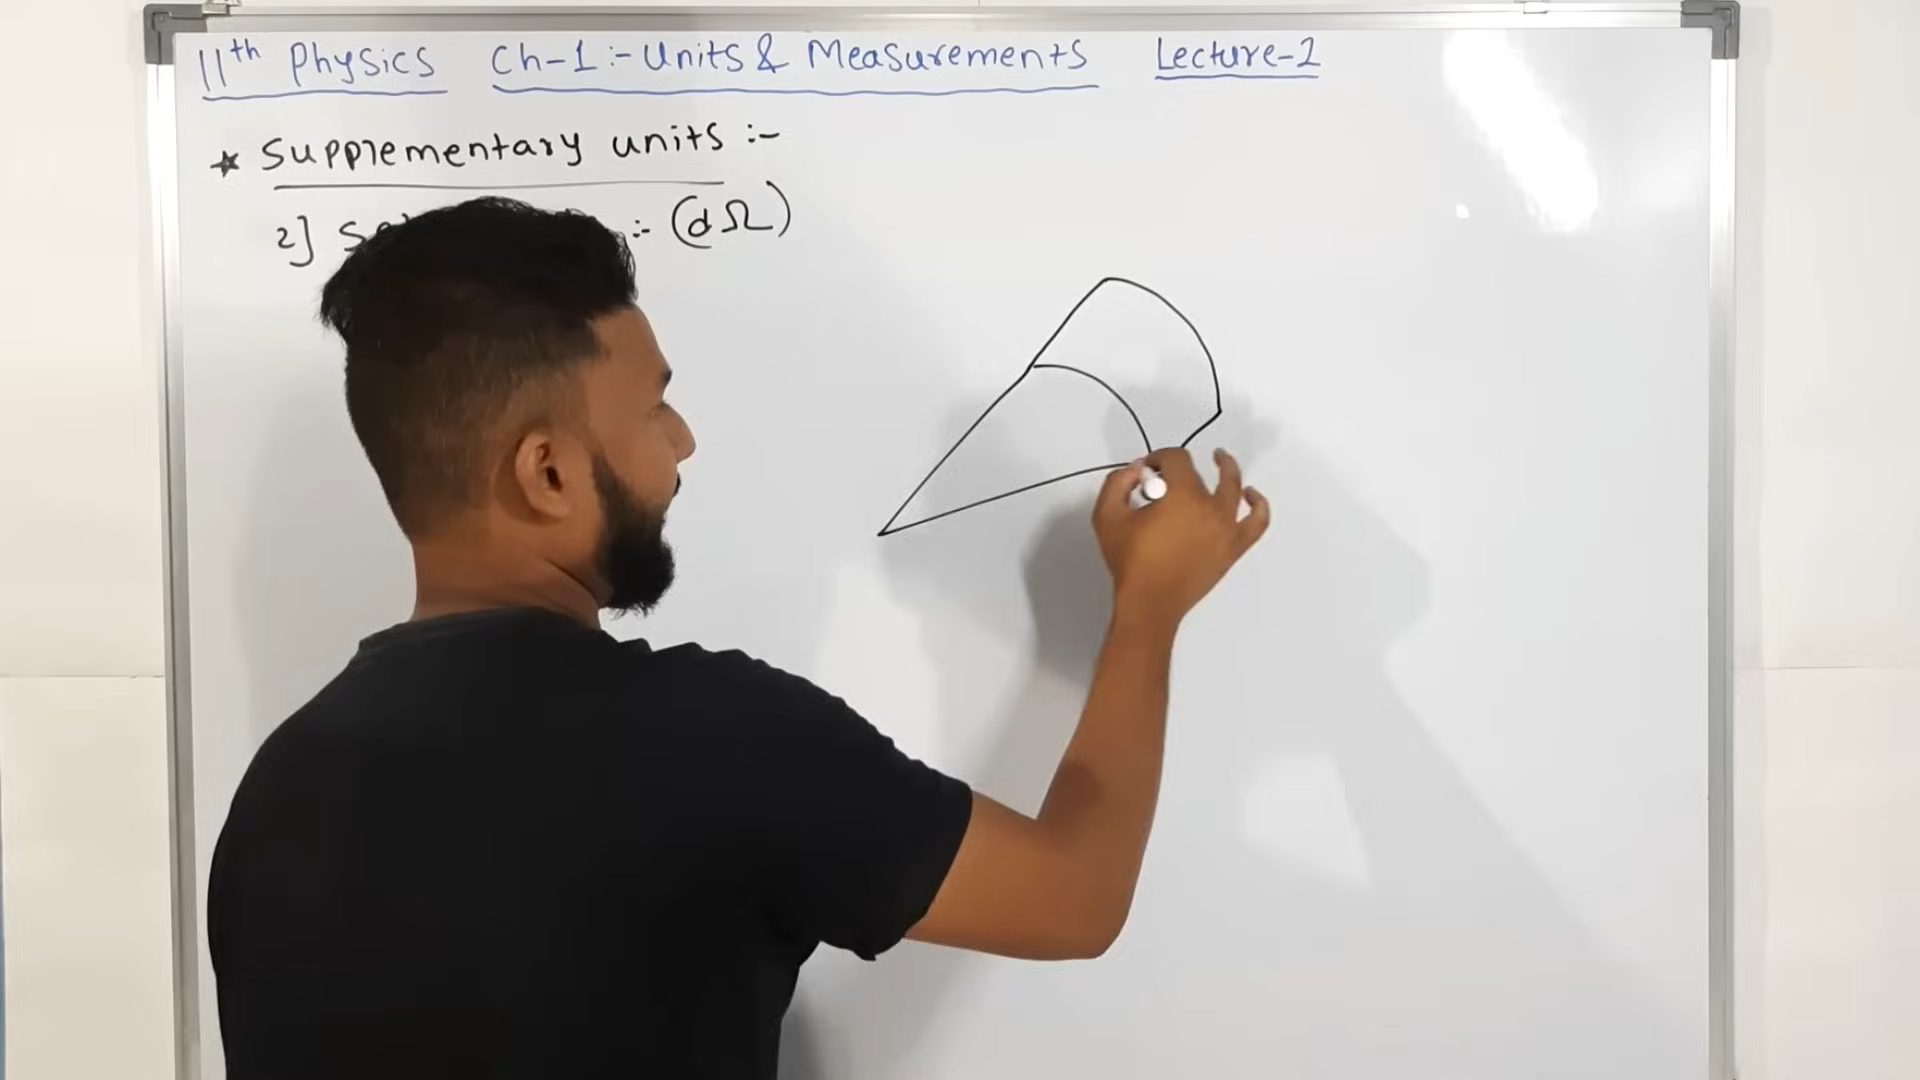 11th Physics Ch-1:- Units & Measurements Lecture-2
* Supplementary units :-
2] :- (dΩ)